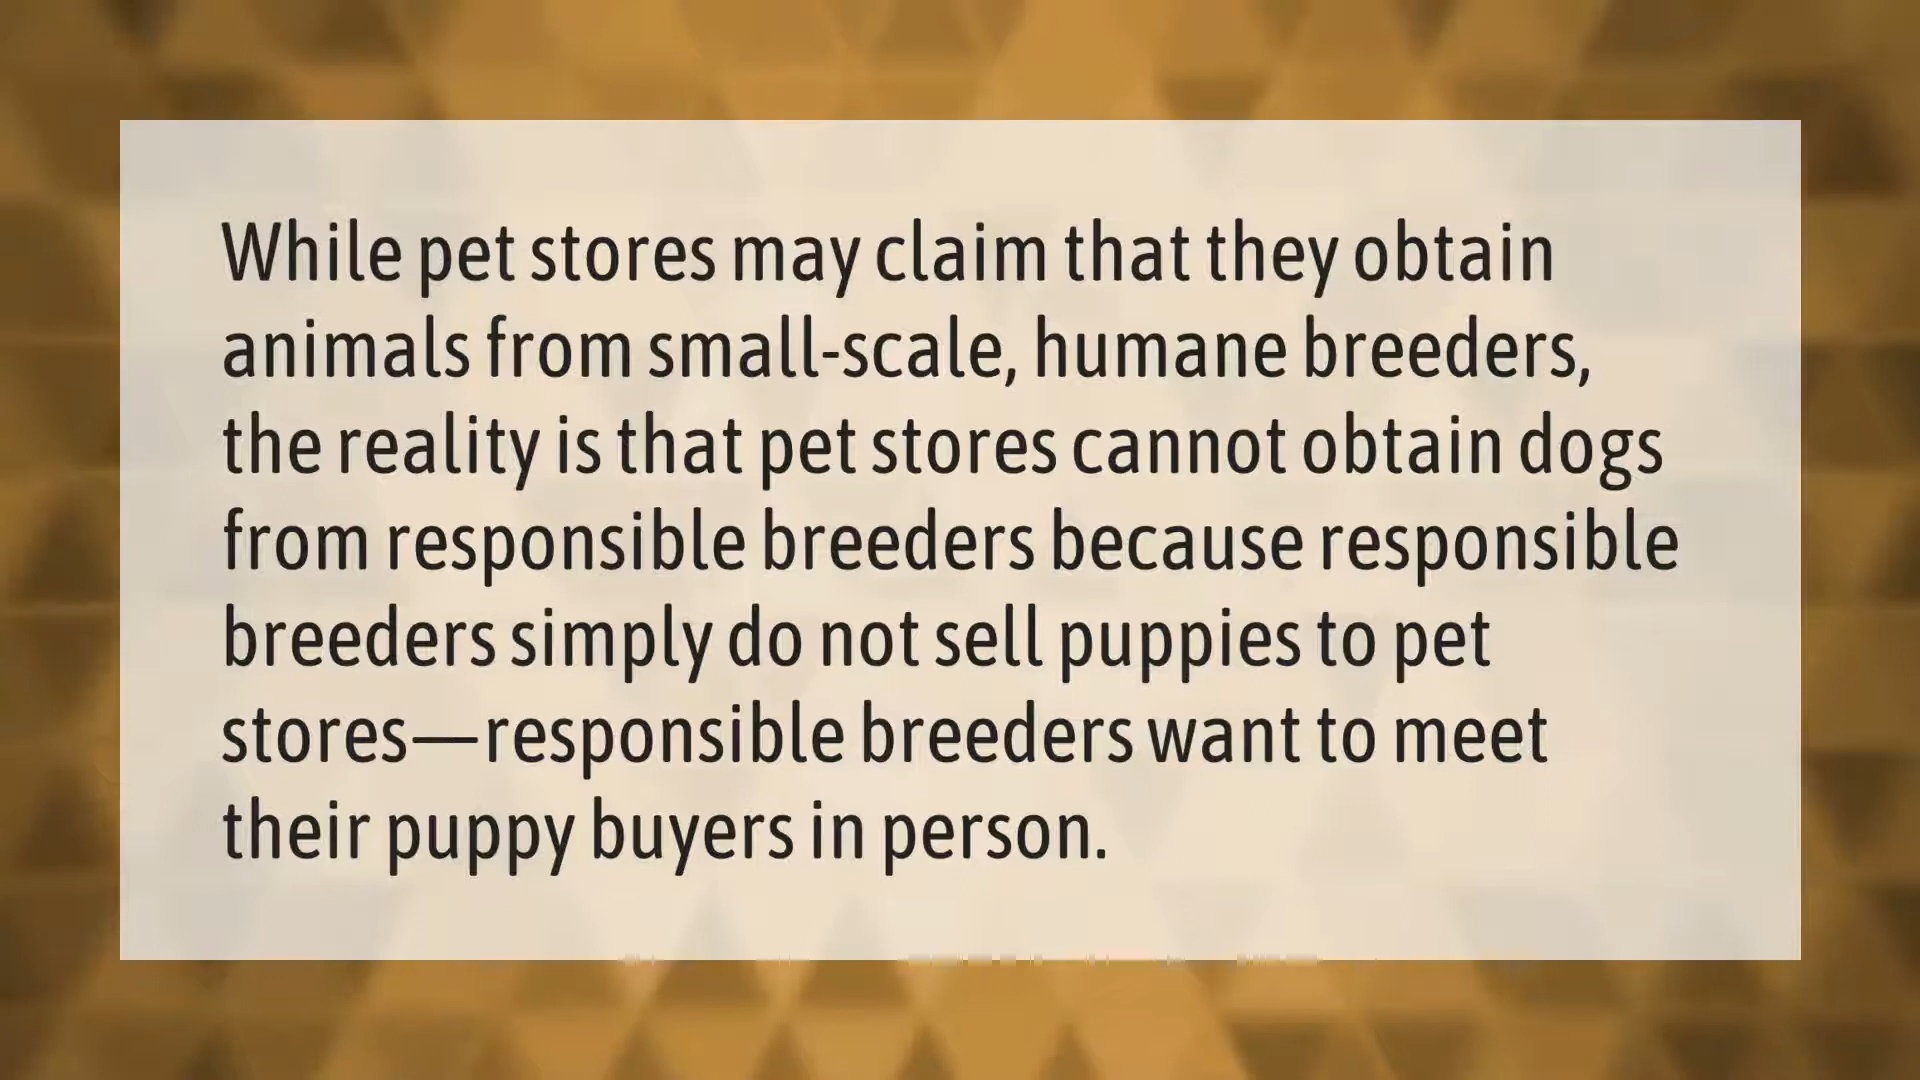 While pet stores may claim that they obtain
animals from small-scale, humane breeders,
the reality is that pet stores cannot obtain dogs
from responsible breeders because responsible
breeders simply do not sell puppies to pet
stores—responsible breeders want to meet
their puppy buyers in person.